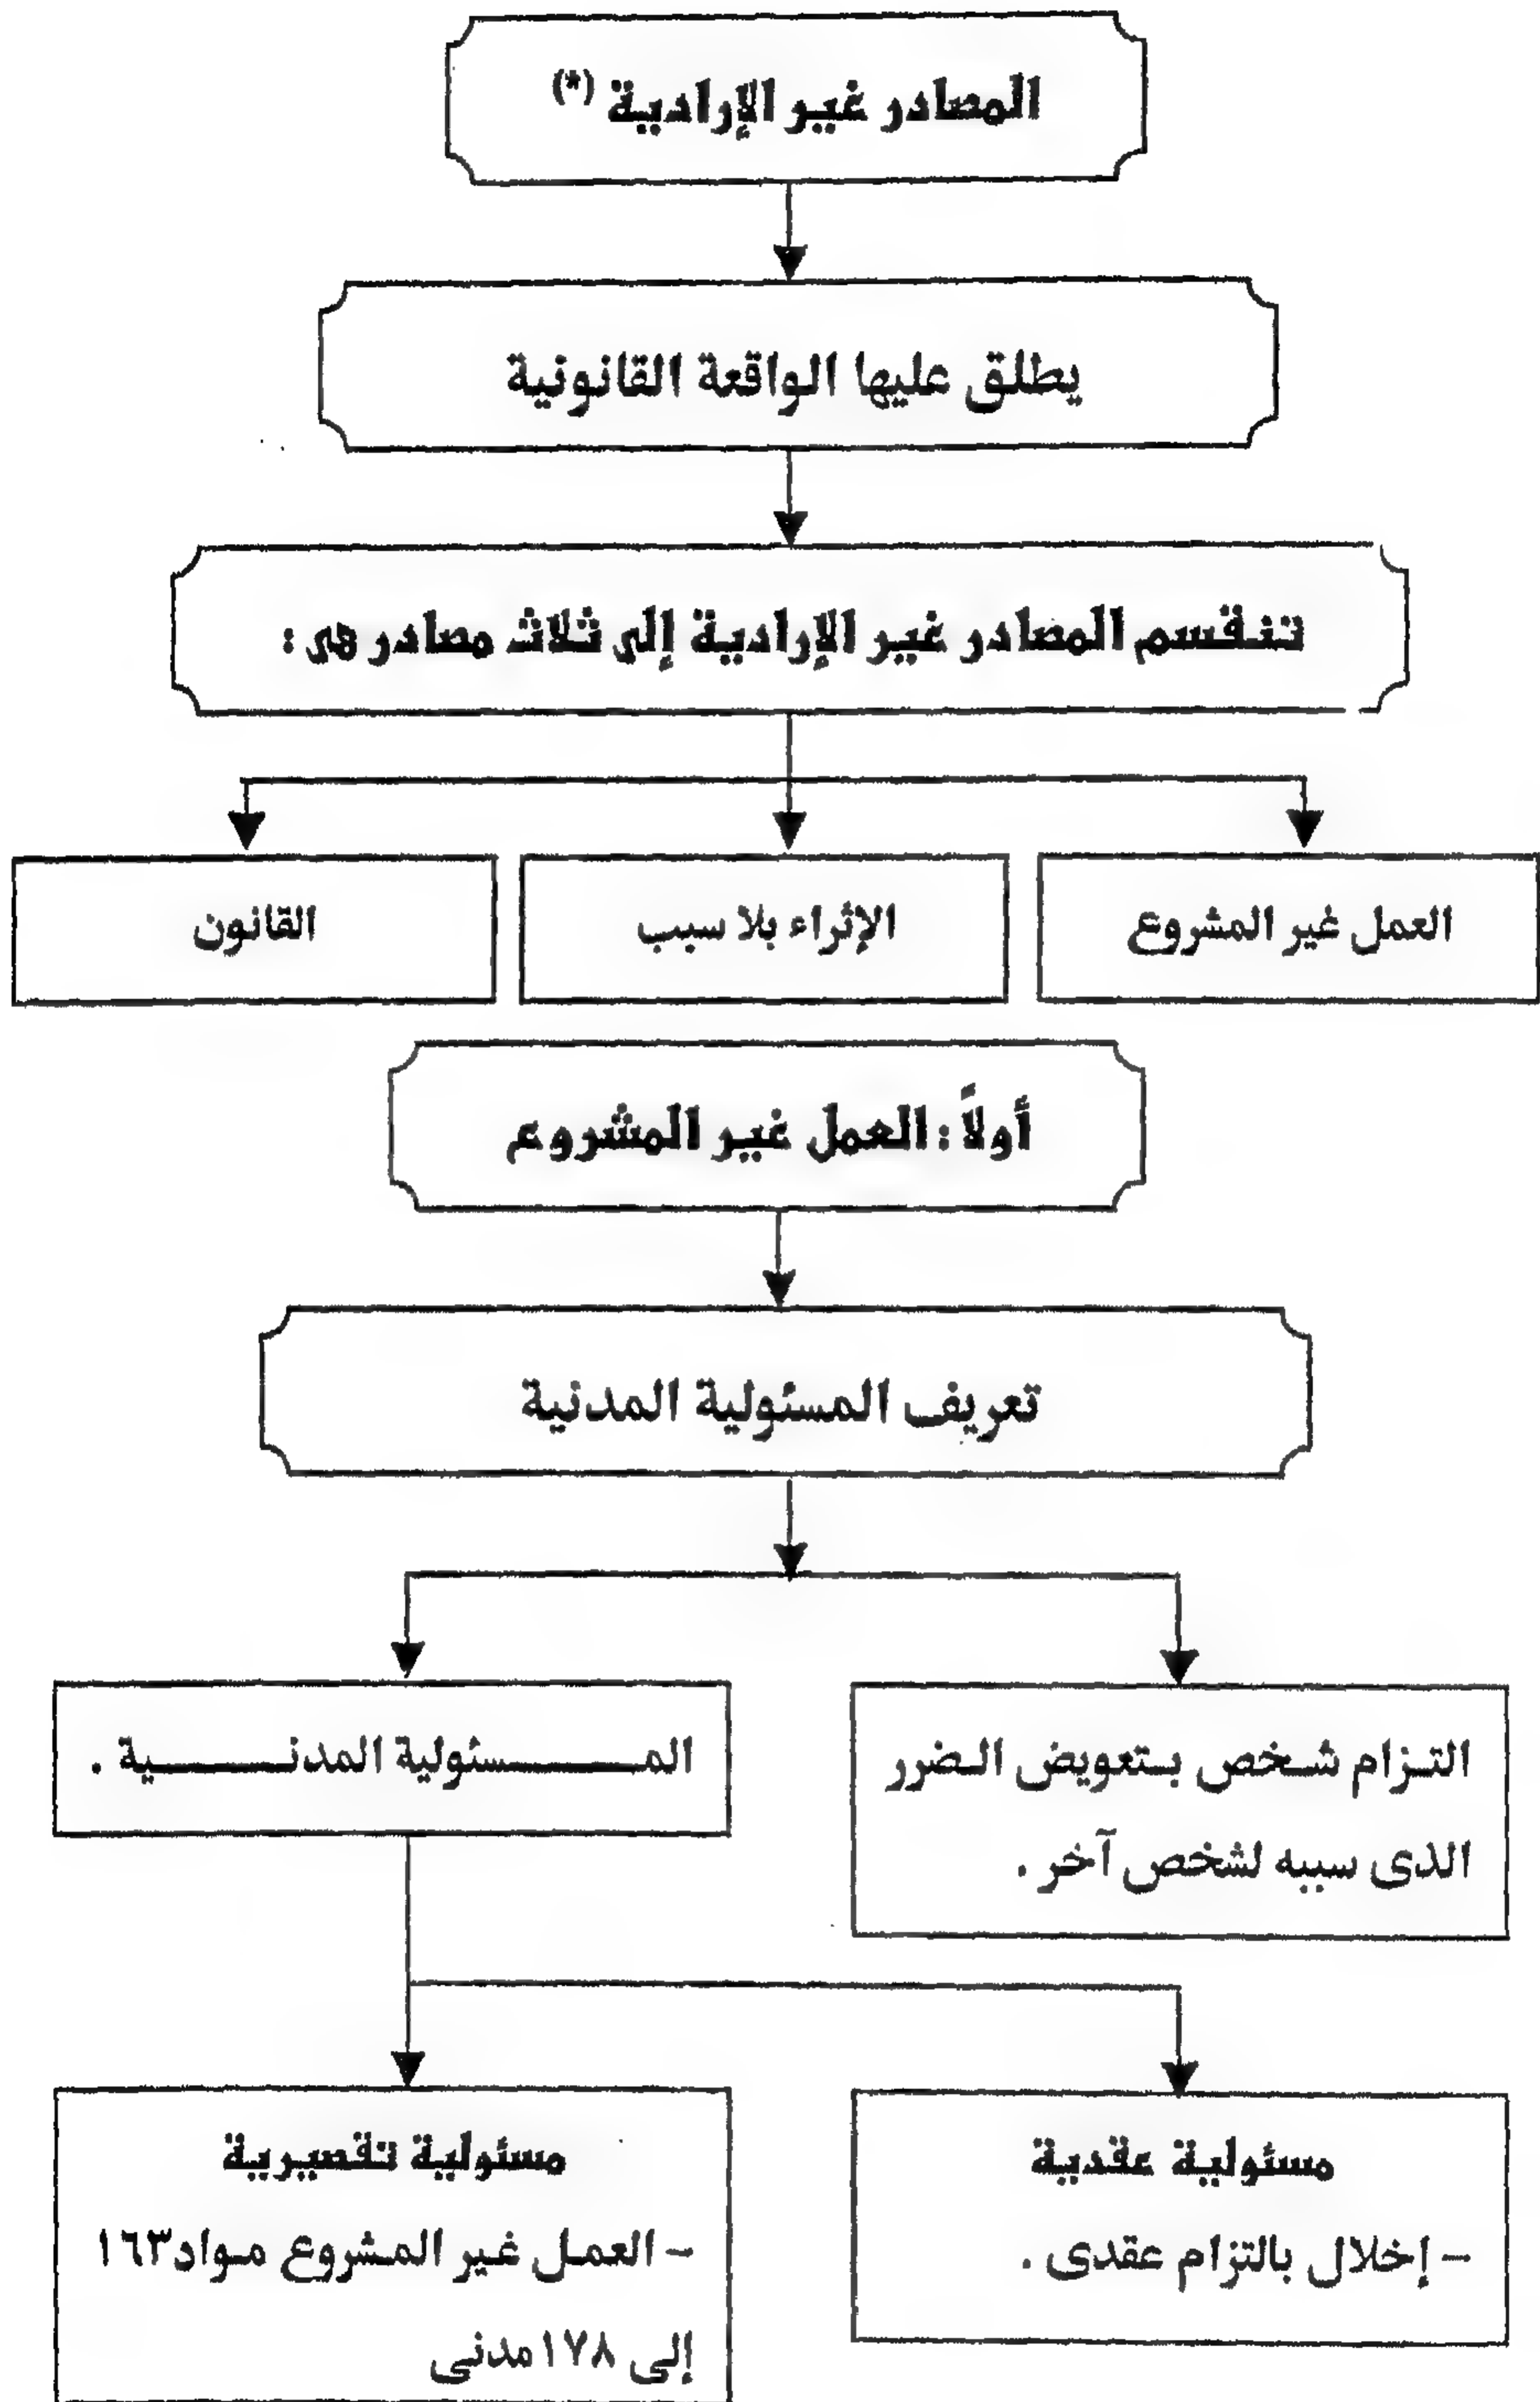 المصادر غير الإرادية (*)
يطلق عليها الواقعة القانونية
تنقسم المصادر غير الإرادية إلى ثلاث مصادر هى :
العمل غير المشروع
الإثراء بلا سبب
القانون
أولاً : العمل غير المشروع
تعريف المسئولية المدنية
التزام شخص بتعويض الضرر
الذى سببه لشخص آخر .
المسئولية المدنية .
مسئولية عقدية
- إخلال بالتزام عقدى .
مسئولية تقصيرية
- العمل غير المشروع مواد ١٦٣
إلى ١٧٨ مدنى